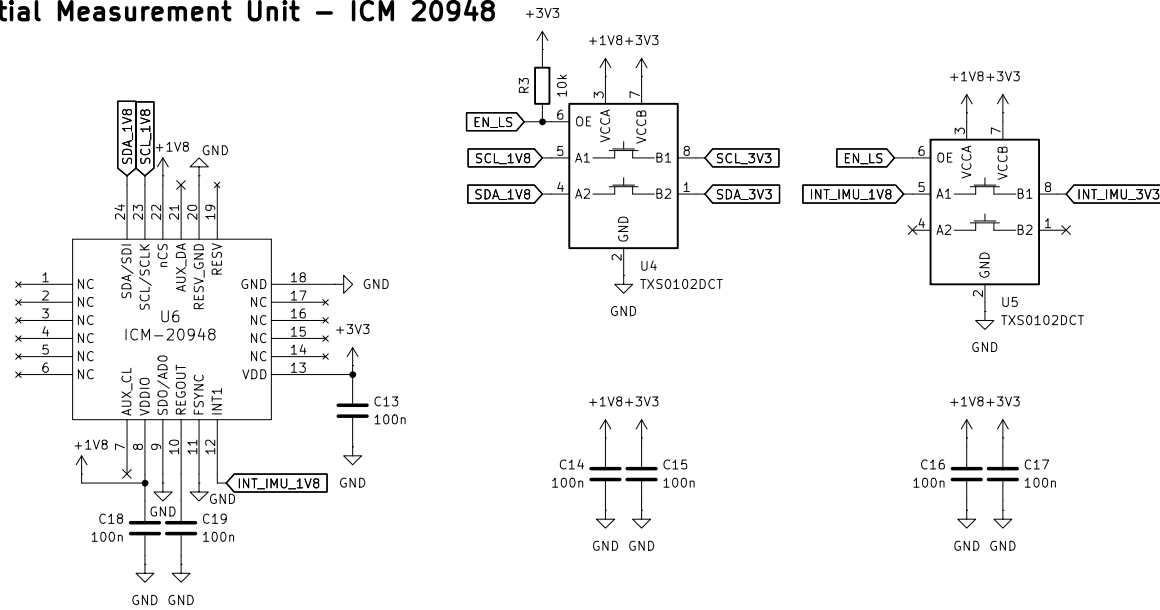 tial Measurement Unit – ICM 20948
+3V3
R3
10k
EN_LS
+1V8
+3V3
3
7
6
OE
VCCA
VCCB
SCL_1V8
5
A1
B1
8
SCL_3V3
SDA_1V8
4
A2
B2
1
SDA_3V3
GND
2
U4
TXS0102DCT
GND
+1V8
+3V3
3
7
EN_LS
6
OE
VCCA
VCCB
INT_IMU_1V8
5
A1
B1
8
INT_IMU_3V3
4
A2
B2
1
GND
2
U5
TXS0102DCT
GND
SDA_1V8
SCL_1V8
+1V8
GND
24
23
22
21
20
19
SDA/SDI
SCL/SCLK
nCS
AUX_DA
RESV_GND
RESV
1
NC
2
NC
3
NC
4
NC
5
NC
6
NC
U6
ICM-20948
GND
18
GND
NC
17
NC
16
NC
15
NC
14
VDD
13
+3V3
C13
100n
GND
AUX_CL
VDDIO
SDO/AD0
REGOUT
FSYNC
INT1
7
8
9
10
11
12
+1V8
INT_IMU_1V8
GND
GND
C18
100n
C19
100n
GND
GND
+1V8
+3V3
C14
100n
C15
100n
GND
GND
+1V8
+3V3
C16
100n
C17
100n
GND
GND